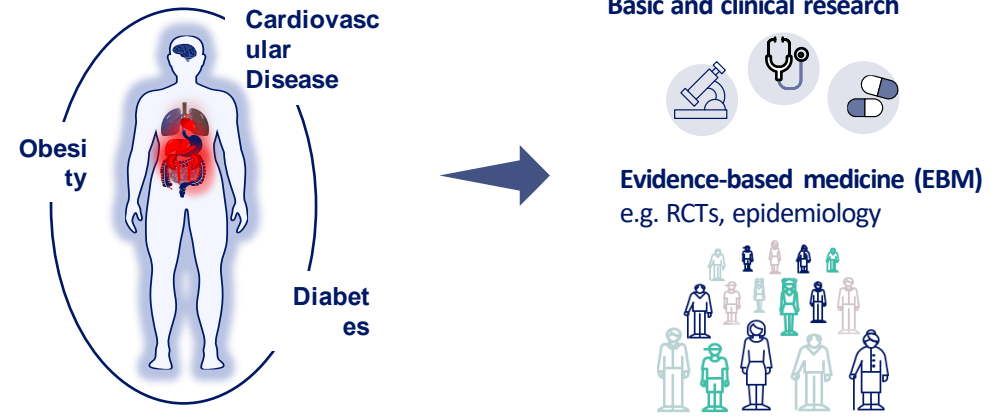 Cardiovasc
ular
Disease
Obesi
ty
Diabet
es
Basic and clinical research
Evidence-based medicine (EBM)
e.g. RCTs, epidemiology